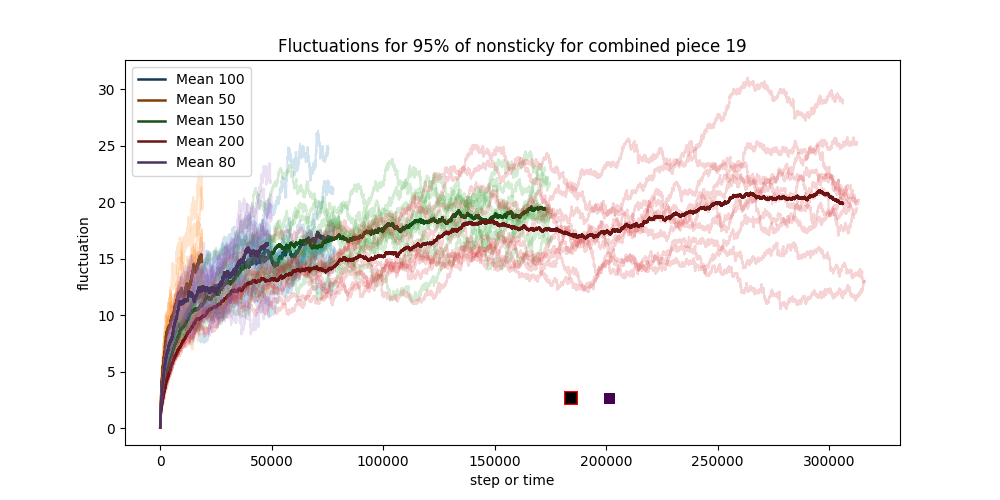 Fluctuations for 95% of nonsticky for combined piece 19
Mean 100
Mean 50
Mean 150
Mean 200
Mean 80
fluctuation
30
25
20
15
10
5
0
0 50000 100000 150000 200000 250000 300000
step or time